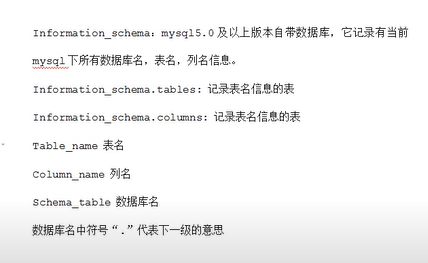 Information_schema: mysql5.0及以上版本自带数据库，它记录有当前
mysql下所有数据库名，表名，列名信息。
Information_schema.tables: 记录表名信息的表
Information_schema.columns: 记录表名信息的表
Table_name 表名
Column_name 列名
Schema_table 数据库名
数据库名中符号“.”代表下一级的意思